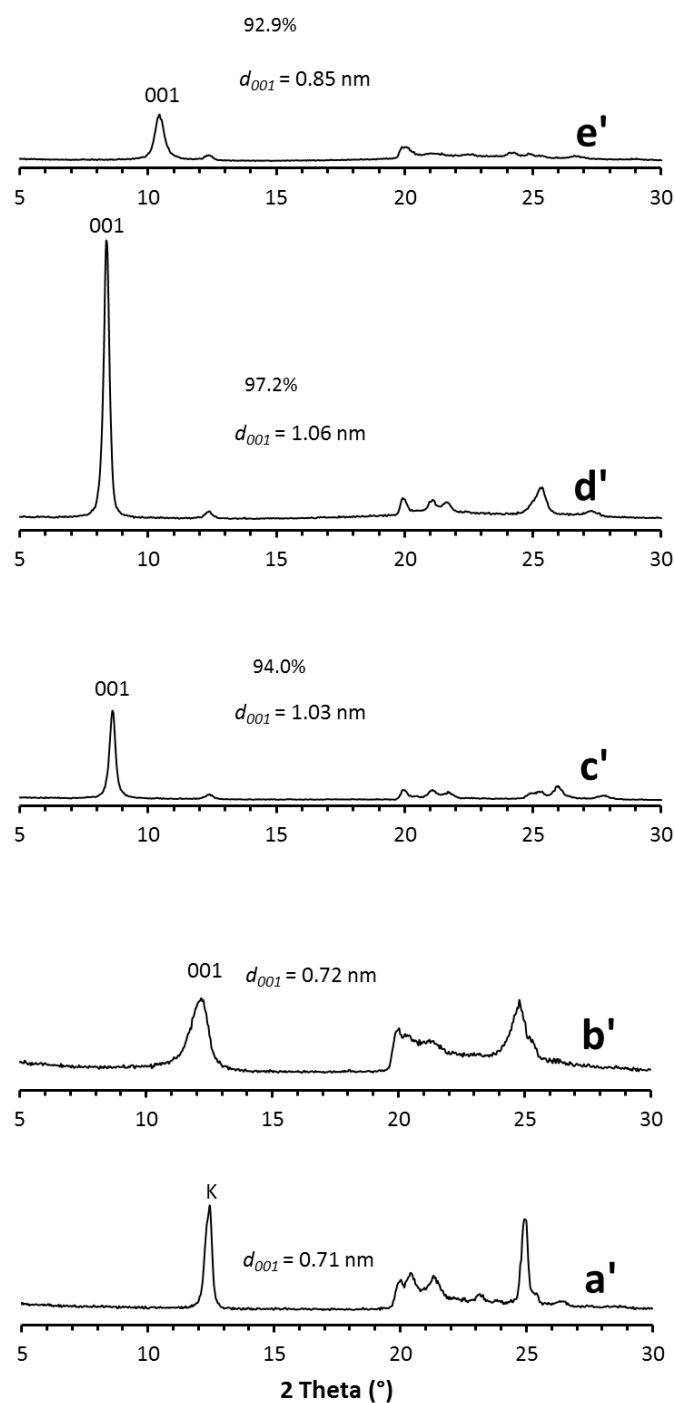 92.9%
d001 = 0.85 nm
001
e'
5 10 15 20 25 30
001
97.2%
d001 = 1.06 nm
d'
5 10 15 20 25 30
94.0%
001
d001 = 1.03 nm
c'
5 10 15 20 25 30
001
d001 = 0.72 nm
b'
5 10 15 20 25 30
K
d001 = 0.71 nm
a'
5 10 15 20 25 30
2 Theta (°)